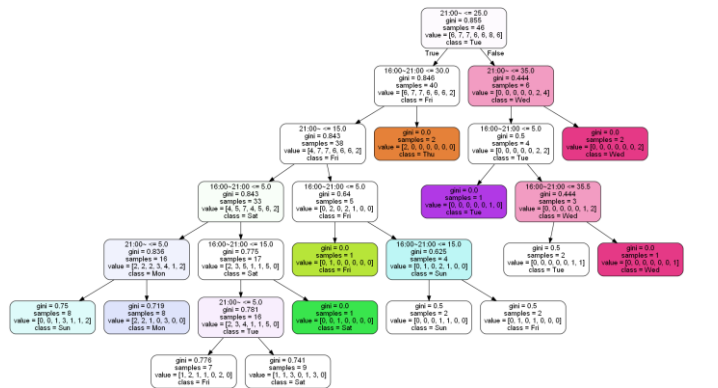 21:00~ <= 25.0
gini = 0.855
samples = 46
value = [6, 7, 7, 6, 6, 8, 6]
class = Tue
True
False
16:00~21:00 <= 30.0
gini = 0.846
samples = 40
value = [6, 7, 7, 6, 6, 6, 2]
class = Fri
21:00~ <= 35.0
gini = 0.444
samples = 6
value = [0, 0, 0, 0, 0, 2, 4]
class = Wed
21:00~ <= 15.0
gini = 0.843
samples = 38
value = [4, 7, 7, 6, 6, 6, 2]
class = Fri
gini = 0.0
samples = 2
value = [2, 0, 0, 0, 0, 0, 0]
class = Thu
16:00~21:00 <= 5.0
gini = 0.5
samples = 4
value = [0, 0, 0, 0, 0, 2, 2]
class = Tue
gini = 0.0
samples = 2
value = [0, 0, 0, 0, 0, 0, 2]
class = Wed
16:00~21:00 <= 5.0
gini = 0.843
samples = 33
value = [4, 5, 7, 4, 5, 6, 2]
class = Sat
16:00~21:00 <= 5.0
gini = 0.64
samples = 5
value = [0, 2, 0, 2, 1, 0, 0]
class = Fri
gini = 0.0
samples = 1
value = [0, 0, 0, 0, 0, 1, 0]
class = Tue
16:00~21:00 <= 35.5
gini = 0.444
samples = 3
value = [0, 0, 0, 0, 0, 1, 2]
class = Wed
21:00~ <= 5.0
gini = 0.836
samples = 16
value = [2, 2, 2, 3, 4, 1, 2]
class = Mon
16:00~21:00 <= 15.0
gini = 0.775
samples = 17
value = [2, 3, 5, 1, 1, 5, 0]
class = Sat
gini = 0.0
samples = 1
value = [0, 1, 0, 0, 0, 0]
class = Fri
16:00~21:00 <= 15.0
gini = 0.625
samples = 4
value = [0, 1, 0, 2, 1, 0, 0]
class = Sun
gini = 0.5
samples = 2
value = [0, 0, 0, 0, 0, 1, 1]
class = Tue
gini = 0.0
samples = 1
value = [0, 0, 0, 0, 0, 0, 1]
class = Wed
gini = 0.75
samples = 8
value = [0, 0, 1, 3, 1, 1, 2]
class = Sun
gini = 0.719
samples = 8
value = [2, 2, 1, 0, 3, 0, 0]
class = Mon
21:00~ <= 5.0
gini = 0.781
samples = 16
value = [2, 3, 4, 1, 1, 5, 0]
class = Tue
gini = 0.0
samples = 1
value = [0, 0, 1, 0, 0, 0, 0]
class = Sat
gini = 0.5
samples = 2
value = [0, 0, 0, 1, 1, 0, 0]
class = Sun
gini = 0.5
samples = 2
value = [0, 1, 0, 1, 0, 0, 0]
class = Fri
gini = 0.776
samples = 7
value = [1, 2, 1, 1, 0, 2, 0]
class = Fri
gini = 0.741
samples = 9
value = [1, 1, 3, 0, 1, 3, 0]
class = Sat